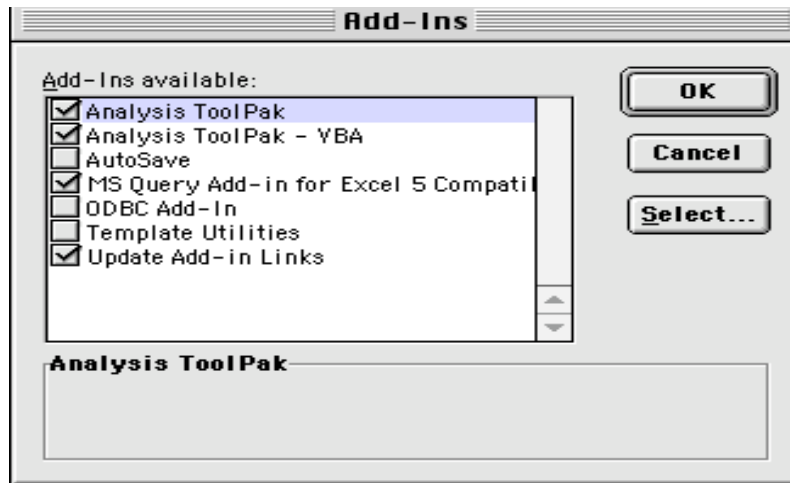 Add-Ins
Add-Ins available:
Analysis ToolPak
Analysis ToolPak - VBA
AutoSave
MS Query Add-in for Excel 5 Compatil
ODBC Add-In
Template Utilities
Update Add-in Links
OK
Cancel
Select...
Analysis ToolPak